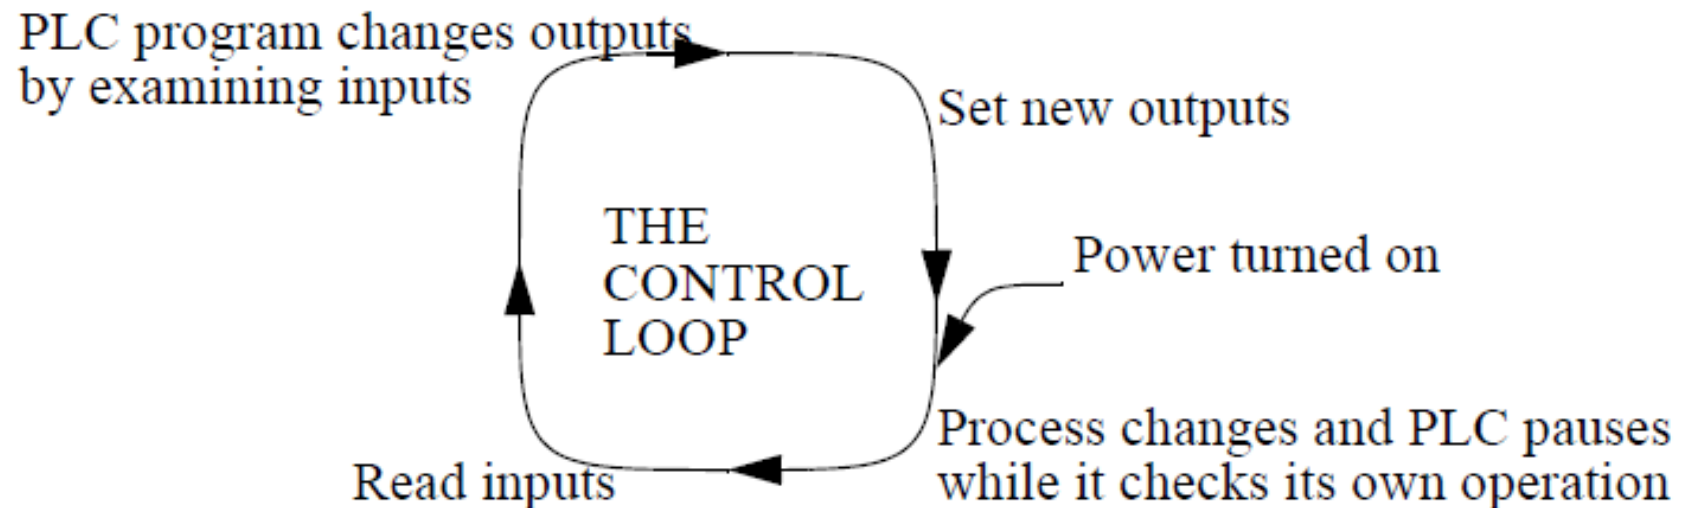 PLC program changes outputs
by examining inputs
Set new outputs
THE
CONTROL
LOOP
Power turned on
Process changes and PLC pauses
while it checks its own operation
Read inputs